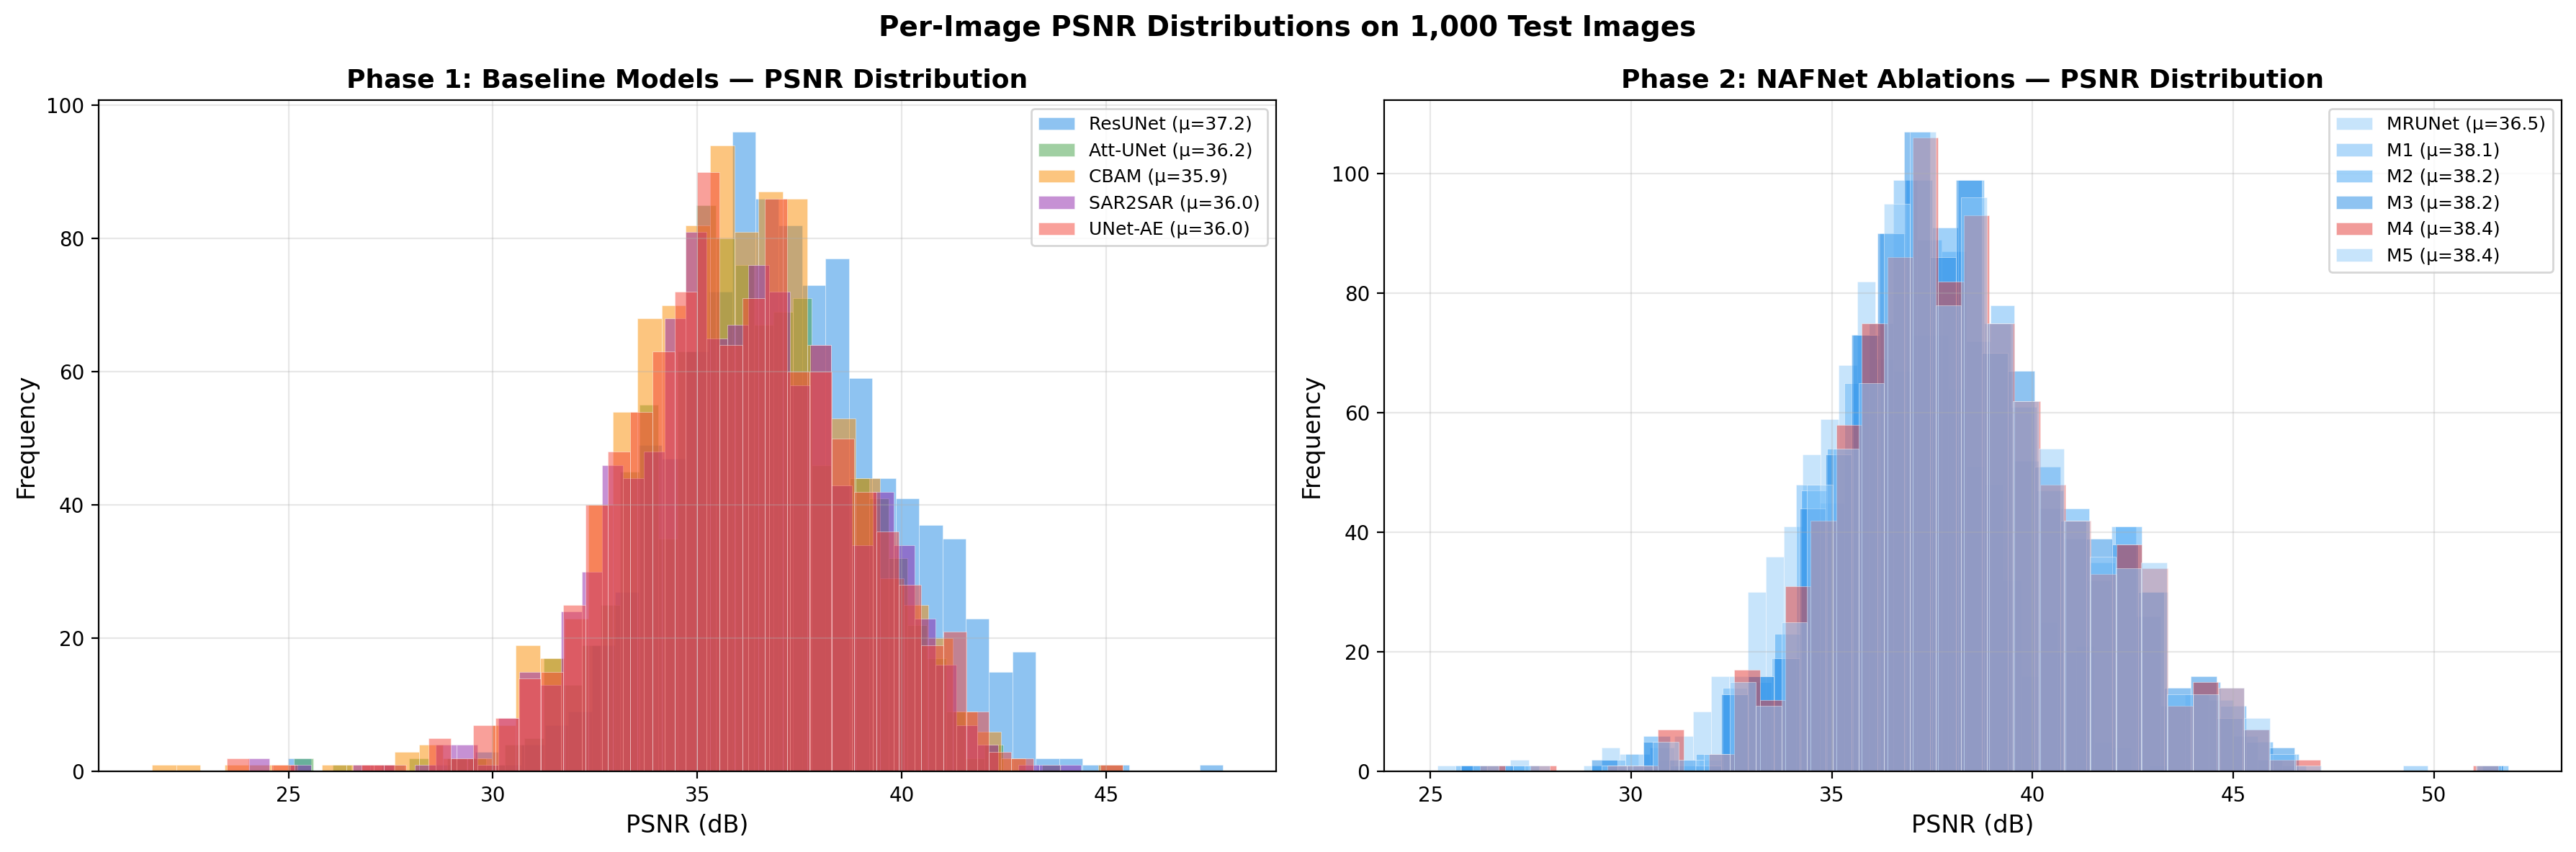 Per-Image PSNR Distributions on 1,000 Test Images
Phase 1: Baseline Models — PSNR Distribution
100
80
60
40
20
0
Frequency
25 30 35 40 45
PSNR (dB)
ResUNet (μ=37.2)
Att-UNet (μ=36.2)
CBAM (μ=35.9)
SAR2SAR (μ=36.0)
UNet-AE (μ=36.0)
Phase 2: NAFNet Ablations — PSNR Distribution
100
80
60
40
20
0
Frequency
25 30 35 40 45 50
PSNR (dB)
MRUNet (μ=36.5)
M1 (μ=38.1)
M2 (μ=38.2)
M3 (μ=38.2)
M4 (μ=38.4)
M5 (μ=38.4)